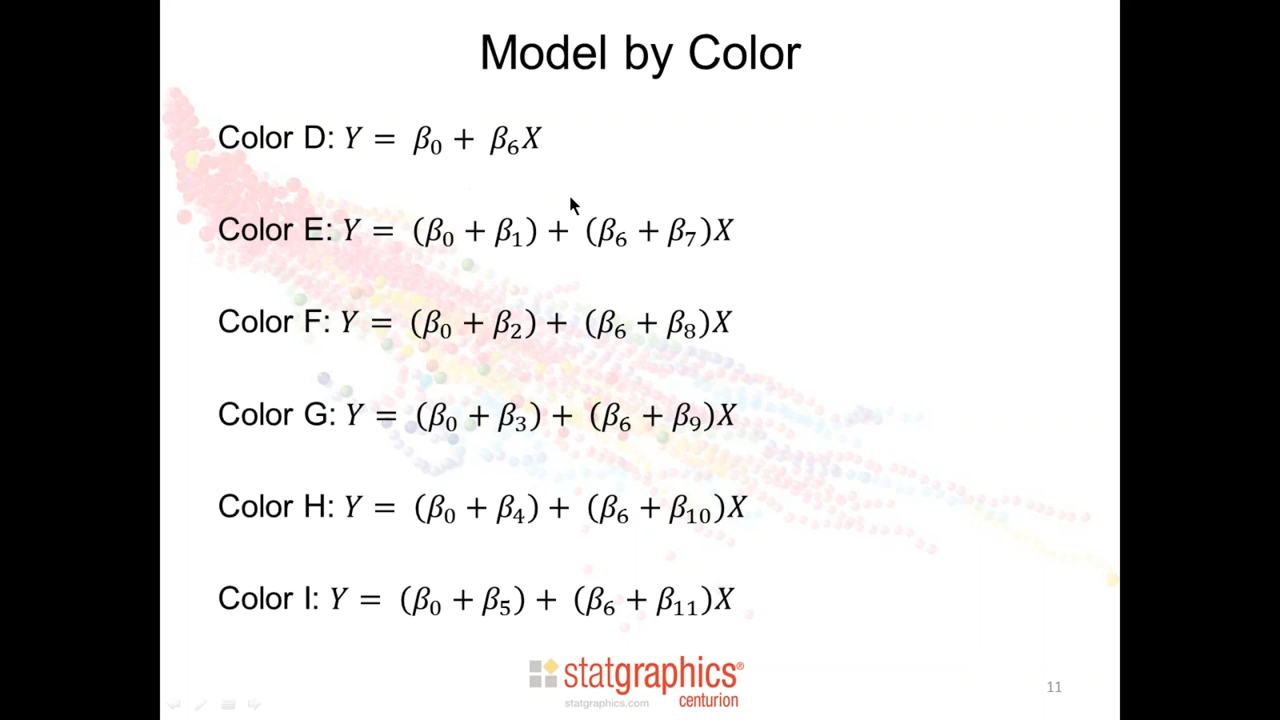 Model by Color
Color D: Y = β₀ + β₆X
Color E: Y = (β₀ + β₁) + (β₆ + β₇)X
Color F: Y = (β₀ + β₂) + (β₆ + β₈)X
Color G: Y = (β₀ + β₃) + (β₆ + β₉)X
Color H: Y = (β₀ + β₄) + (β₆ + β₁₀)X
Color I: Y = (β₀ + β₅) + (β₆ + β₁₁)X
statgraphics®
centurion
statgraphics.com
11